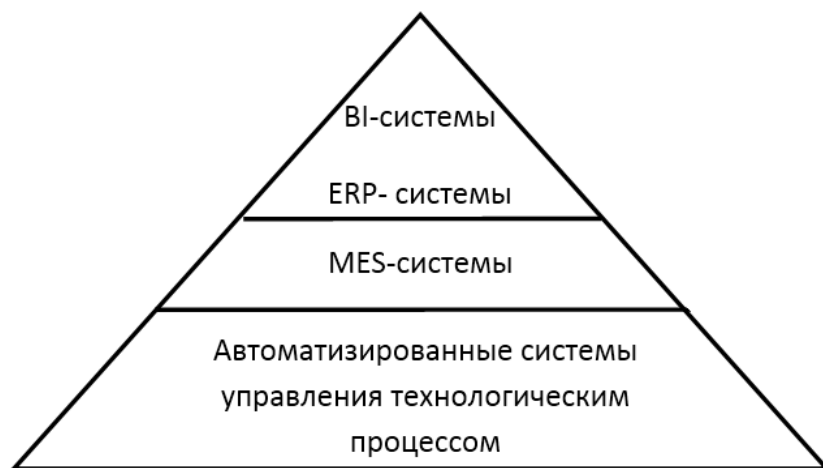 BI-системы
ERP- системы
MES-системы
Автоматизированные системы
управления технологическим
процессом